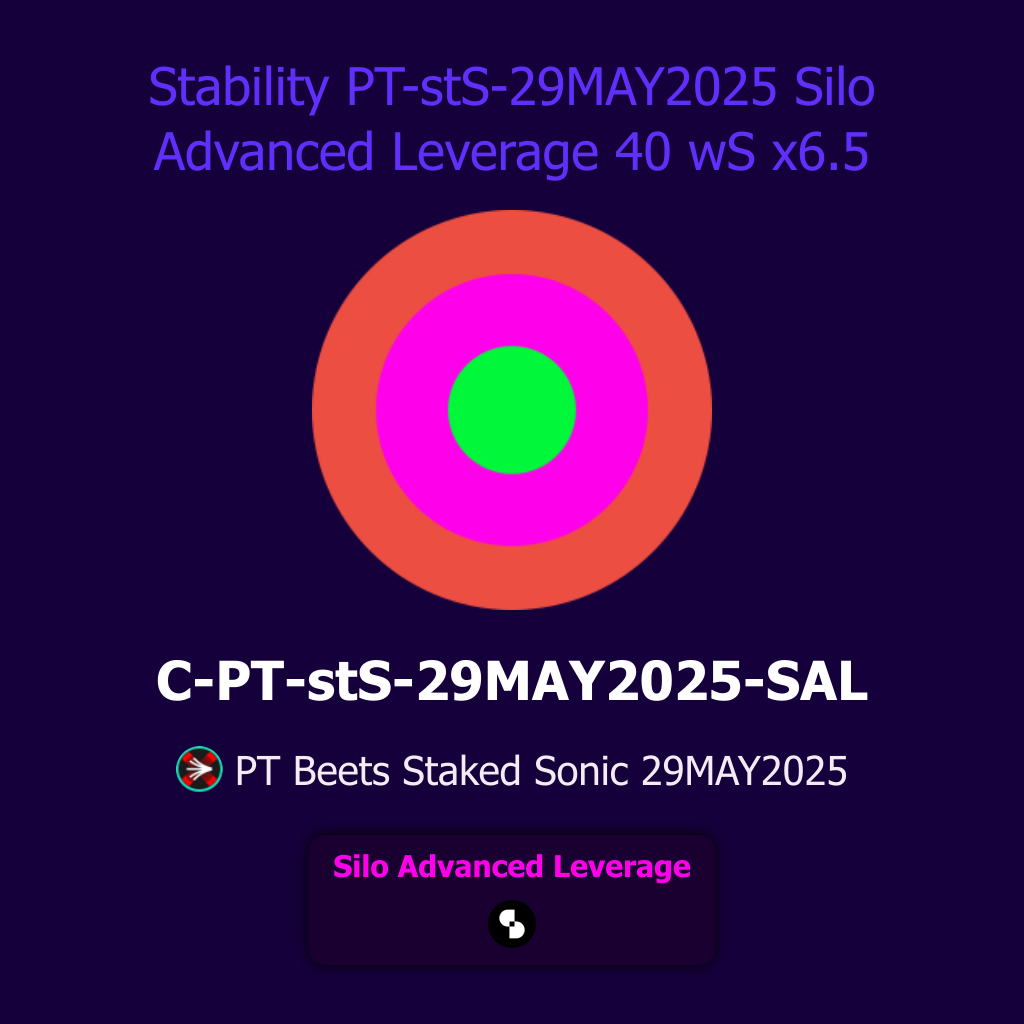 Stability PT-stS-29MAY2025 Silo
Advanced Leverage 40 wS x6.5
C-PT-stS-29MAY2025-SAL
PT Beets Staked Sonic 29MAY2025
Silo Advanced Leverage